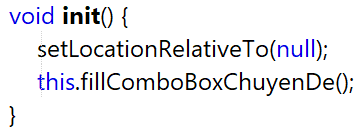 void init() {
    setLocationRelativeTo(null);
    this.fillComboBoxChuyenDe();
}